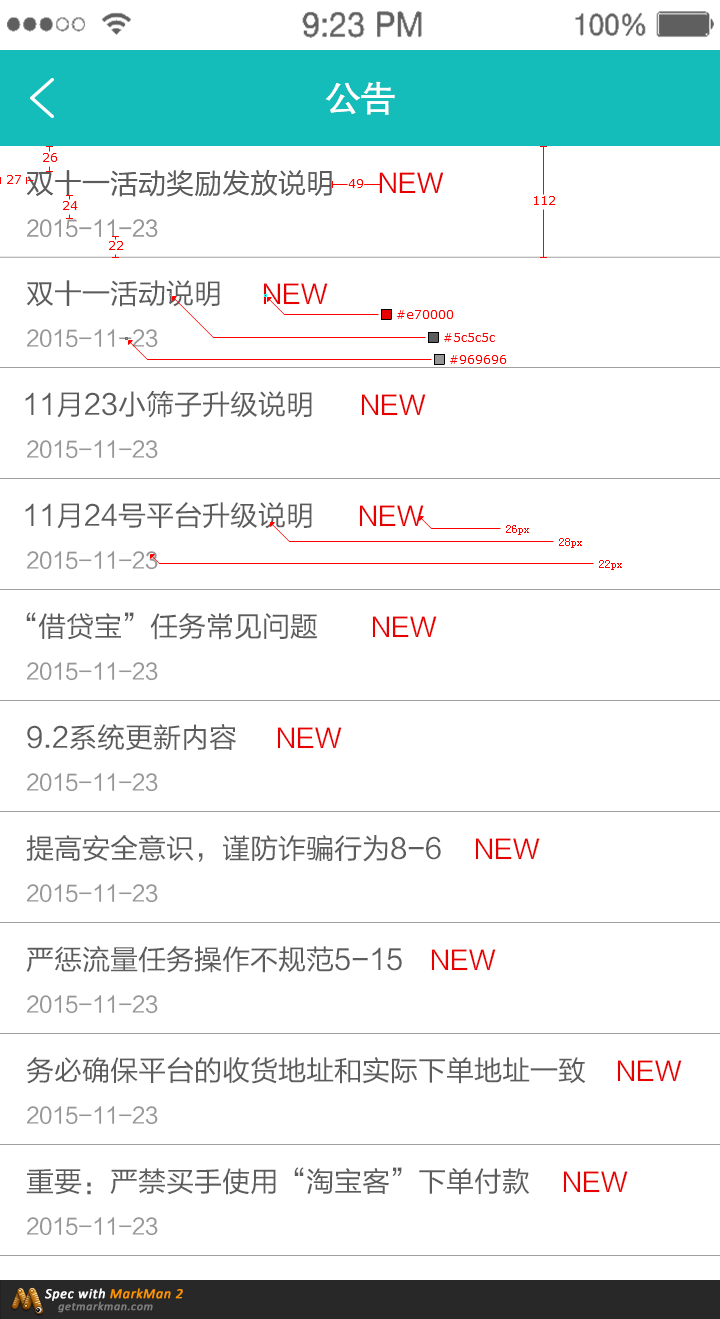 9:23 PM 100%
公告
26
27 双十一活动奖励发放说明 49 NEW
24
112
2015-11-23
22
双十一活动说明 NEW
#e70000
2015-11-23 #5c5c5c
#969696
11月23小筛子升级说明 NEW
2015-11-23
11月24号平台升级说明 NEW
26px
28px
2015-11-23 22px
“借贷宝”任务常见问题 NEW
2015-11-23
9.2系统更新内容 NEW
2015-11-23
提高安全意识，谨防诈骗行为8-6 NEW
2015-11-23
严惩流量任务操作不规范5-15 NEW
2015-11-23
务必确保平台的收货地址和实际下单地址一致 NEW
2015-11-23
重要：严禁买手使用“淘宝客”下单付款 NEW
2015-11-23
Spec with MarkMan 2
getmarkman.com